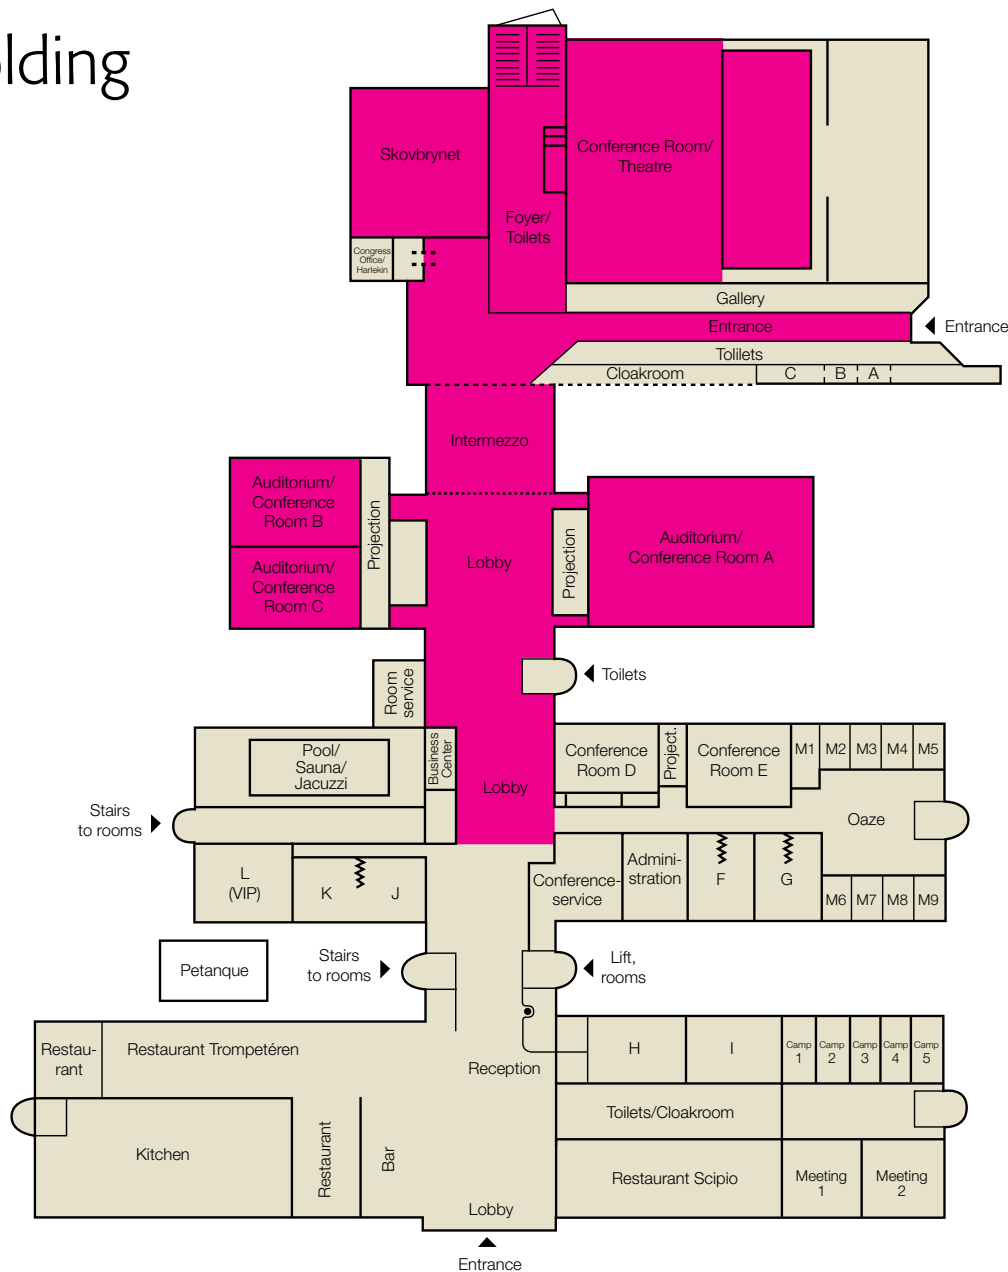 lding
Skovbrynet
Conference Room/
Theatre
Foyer/
Toilets
Congress
Office/
Harlekin
Gallery
Entrance
Entrance
Tolilets
Cloakroom
C
B
A
Intermezzo
Auditorium/
Conference
Room B
Projection
Auditorium/
Conference
Room C
Lobby
Projection
Auditorium/
Conference Room A
Room
service
Toilets
Pool/
Sauna/
Jacuzzi
Business
Center
Lobby
Conference
Room D
Project.
Conference
Room E
M1
M2
M3
M4
M5
Stairs
to rooms
Oaze
L
(VIP)
K
J
Conference-
service
Admini-
stration
F
G
M6
M7
M8
M9
Petanque
Stairs
to rooms
Lift,
rooms
Restau-
rant
Restaurant Trompetéren
Reception
H
I
Camp
1
Camp
2
Camp
3
Camp
4
Camp
5
Toilets/Cloakroom
Kitchen
Restaurant
Bar
Restaurant Scipio
Meeting
1
Meeting
2
Lobby
Entrance